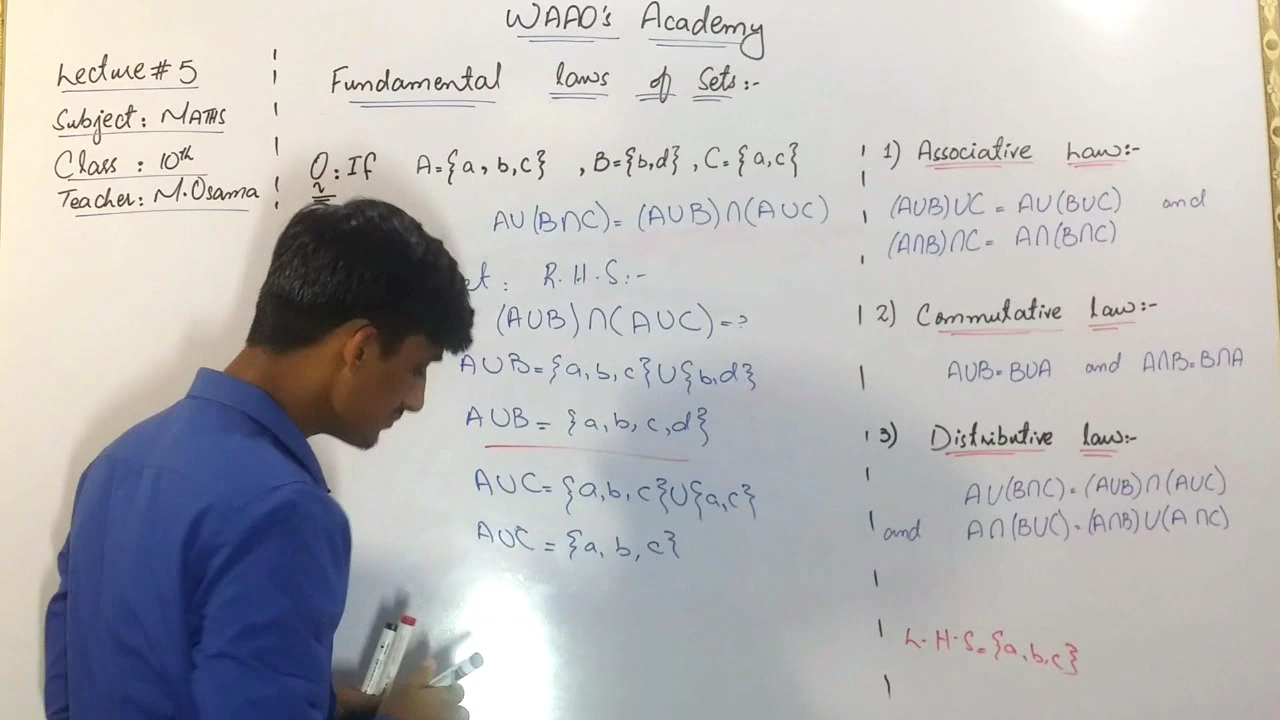 WAAO's Academy
Lecture # 5
Subject: MATHS
Class : 10th
Teacher: M.Osama
Fundamental laws of Sets:-
Q: If A={a, b, c} , B={b,d} , C={a,c}
AU(B∩C)= (AUB)∩(AUC)
R.H.S:-
(AUB)∩(AUC)=?
AUB={a,b,c}U{b,d}
AUB= {a,b,c,d}
AUC={a,b,c}U{a,c}
AUC={a, b, c}
1) Associative Law:-
(AUB)UC = AU(BUC) and
(A∩B)∩C= A∩(B∩C)
2) Commutative law:-
AUB=BUA and A∩B=B∩A
3) Distributive law:-
AU(B∩C)=(AUB)∩(AUC)
and A∩(BUC)=(A∩B)U(A∩C)
L.H.S={a,b,c}